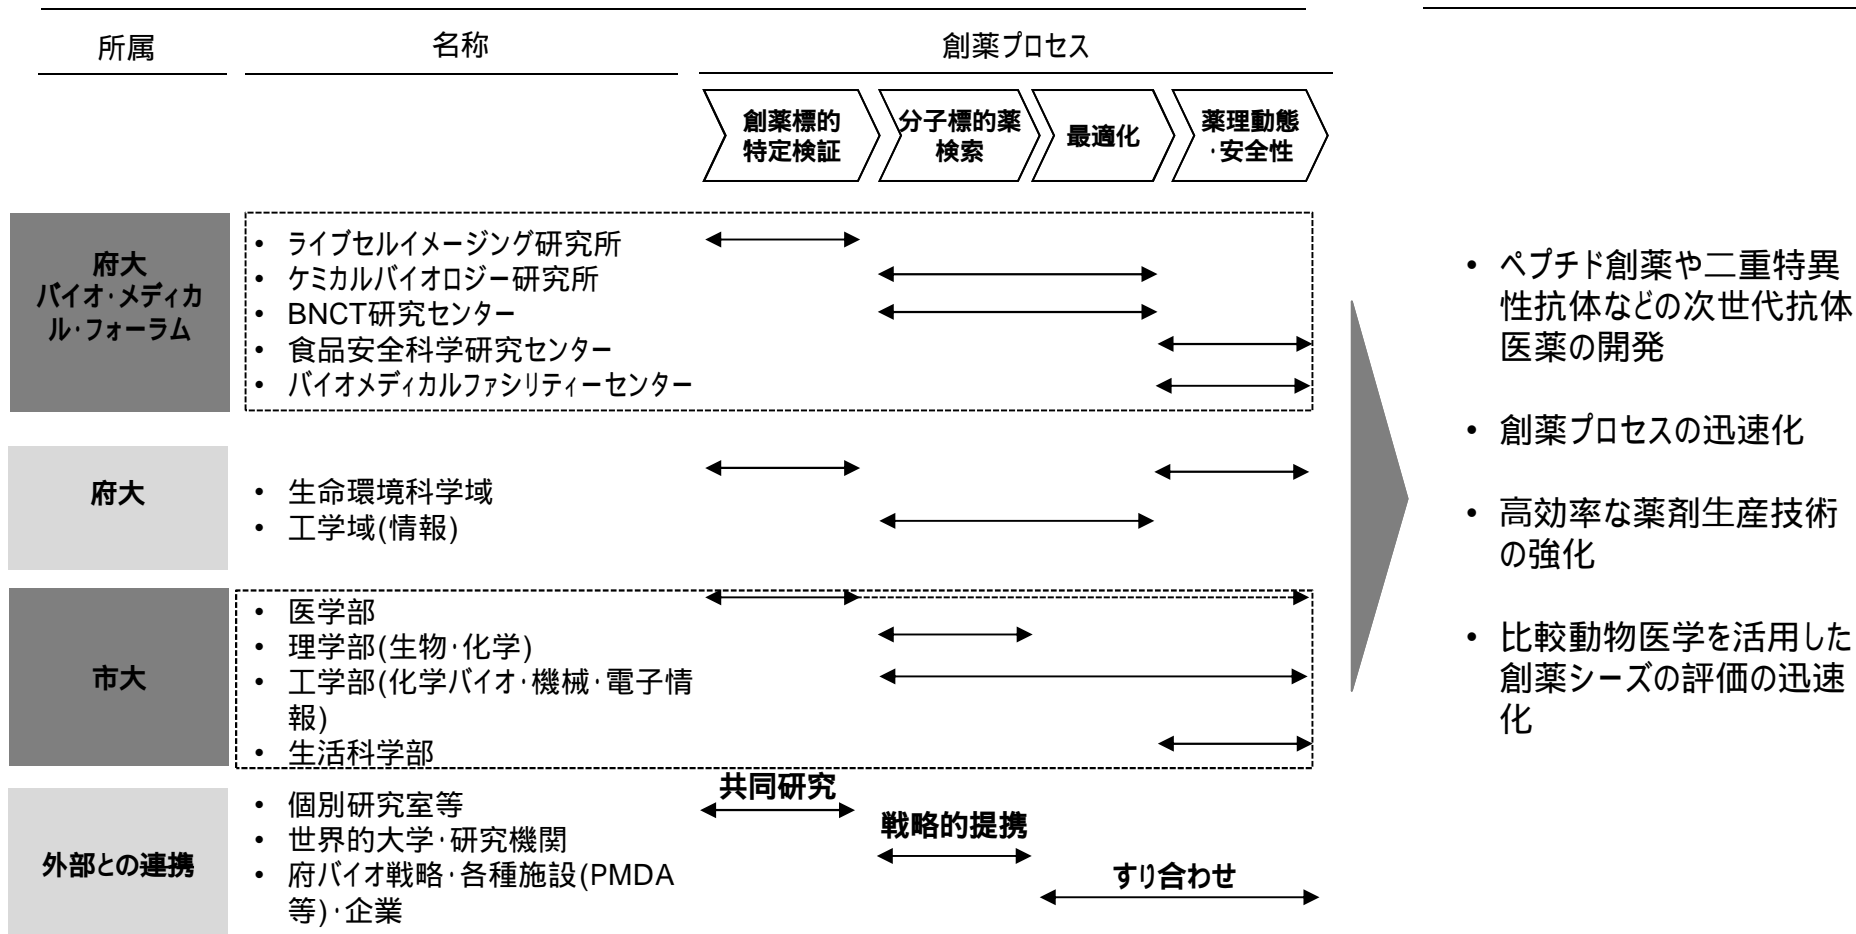 所属
名称
創薬プロセス
創薬標的
特定検証
分子標的薬
検索
最適化
薬理動態
・安全性
府大
バイオ・メディカ
ル・フォーラム
• ライブセルイメージング研究所
• ケミカルバイオロジー研究所
• BNCT研究センター
• 食品安全科学研究センター
• バイオメディカルファシリティーセンター
府大
• 生命環境科学域
• 工学域(情報)
市大
• 医学部
• 理学部(生物・化学)
• 工学部(化学バイオ・機械・電子情
報)
• 生活科学部
外部との連携
• 個別研究室等
• 世界的大学・研究機関
• 府バイオ戦略・各種施設(PMDA
等)・企業
共同研究
戦略的提携
すり合わせ
• ペプチド創薬や二重特異
性抗体などの次世代抗体
医薬の開発
• 創薬プロセスの迅速化
• 高効率な薬剤生産技術
の強化
• 比較動物医学を活用した
創薬シーズの評価の迅速
化